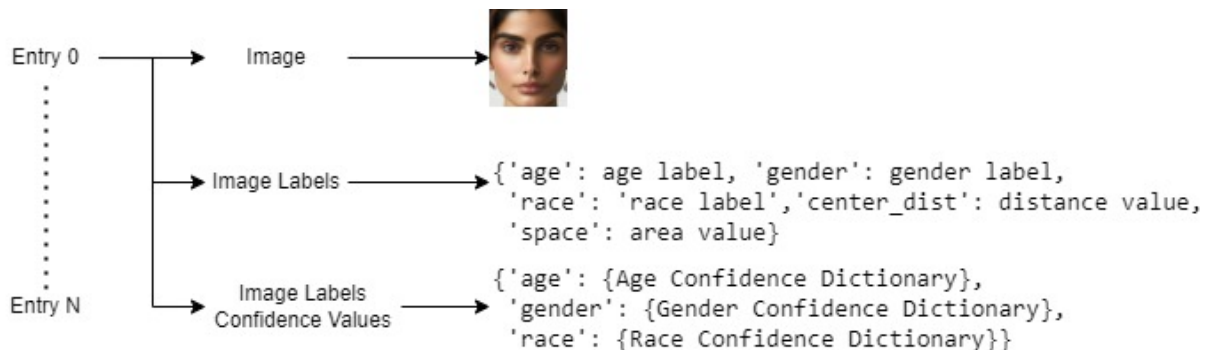 Entry 0
Image
Image Labels
{'age': age label, 'gender': gender label,
'race': 'race label','center_dist': distance value,
'space': area value}
Entry N
Image Labels
Confidence Values
{'age': {Age Confidence Dictionary},
'gender': {Gender Confidence Dictionary},
'race': {Race Confidence Dictionary}}